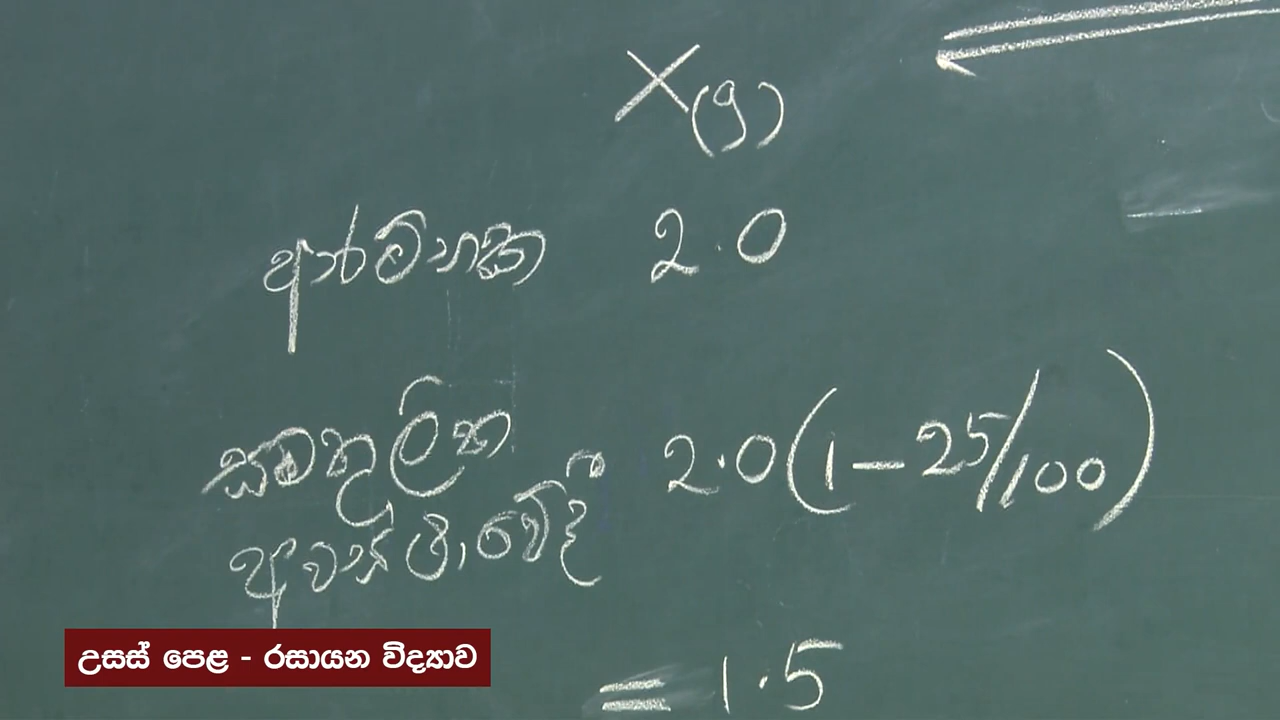 X(g)
ආරම්භක 2.0
සමතුලිත 2.0(1 – 25/100)
අවස්ථාවේදී
= 1.5
උසස් පෙළ - රසායන විද්‍යාව